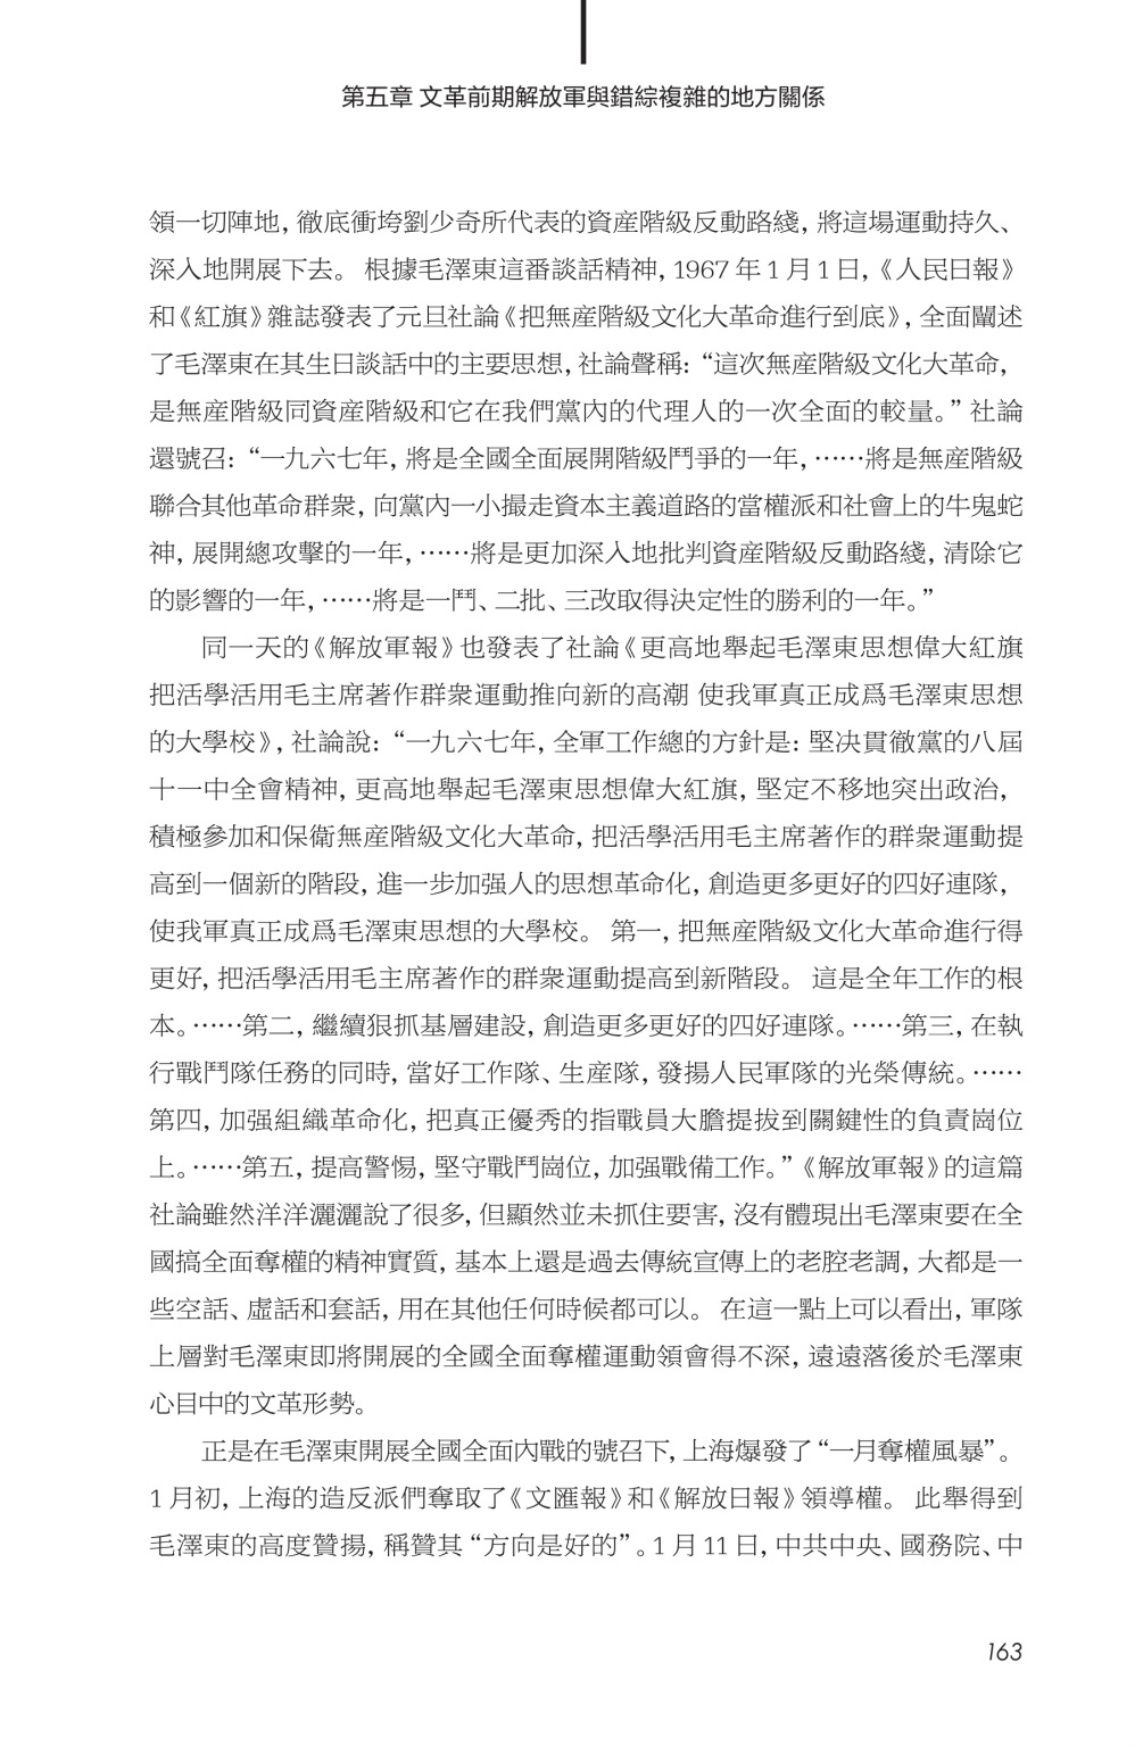 第五章 文革前期解放軍與錯綜複雜的地方關係
領一切陣地，徹底衝垮劉少奇所代表的資産階級反動路綫，將這場運動持久、
深入地開展下去。 根據毛澤東這番談話精神，1967 年 1 月 1 日，《人民日報》
和《紅旗》雜誌發表了元旦社論《把無産階級文化大革命進行到底》，全面闡述
了毛澤東在其生日談話中的主要思想，社論聲稱：“這次無産階級文化大革命，
是無産階級同資産階級和它在我們黨內的代理人的一次全面的較量。”社論
還號召：“一九六七年，將是全國全面展開階級鬥爭的一年，……將是無産階級
聯合其他革命群衆，向黨內一小撮走資本主義道路的當權派和社會上的牛鬼蛇
神，展開總攻擊的一年，……將是更加深入地批判資産階級反動路綫，清除它
的影響的一年，……將是一鬥、二批、三改取得決定性的勝利的一年。”
同一天的《解放軍報》也發表了社論《更高地舉起毛澤東思想偉大紅旗
把活學活用毛主席著作群衆運動推向新的高潮 使我軍真正成爲毛澤東思想
的大學校》，社論說：“一九六七年，全軍工作總的方針是：堅決貫徹黨的八屆
十一中全會精神，更高地舉起毛澤東思想偉大紅旗，堅定不移地突出政治，
積極參加和保衛無産階級文化大革命，把活學活用毛主席著作的群衆運動提
高到一個新的階段，進一步加强人的思想革命化，創造更多更好的四好連隊，
使我軍真正成爲毛澤東思想的大學校。 第一，把無産階級文化大革命進行得
更好，把活學活用毛主席著作的群衆運動提高到新階段。 這是全年工作的根
本。……第二，繼續狠抓基層建設，創造更多更好的四好連隊。……第三，在執
行戰鬥隊任務的同時，當好工作隊、生産隊，發揚人民軍隊的光榮傳統。……
第四，加强組織革命化，把真正優秀的指戰員大膽提拔到關鍵性的負責崗位
上。……第五，提高警惕，堅守戰鬥崗位，加强戰備工作。”《解放軍報》的這篇
社論雖然洋洋灑灑說了很多，但顯然並未抓住要害，沒有體現出毛澤東要在全
國搞全面奪權的精神實質，基本上還是過去傳統宣傳上的老腔老調，大都是一
些空話、虛話和套話，用在其他任何時候都可以。 在這一點上可以看出，軍隊
上層對毛澤東即將開展的全國全面奪權運動領會得不深，遠遠落後於毛澤東
心目中的文革形勢。
正是在毛澤東開展全國全面內戰的號召下，上海爆發了“一月奪權風暴”。
1 月初，上海的造反派們奪取了《文匯報》和《解放日報》領導權。 此舉得到
毛澤東的高度贊揚，稱贊其“方向是好的”。1 月 11 日，中共中央、國務院、中
163